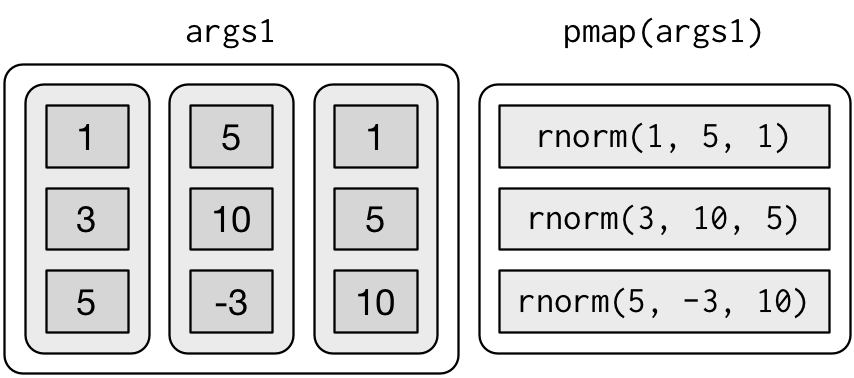 args1 pmap(args1)
1 5 1 rnorm(1, 5, 1)
3 10 5 rnorm(3, 10, 5)
5 -3 10 rnorm(5, -3, 10)